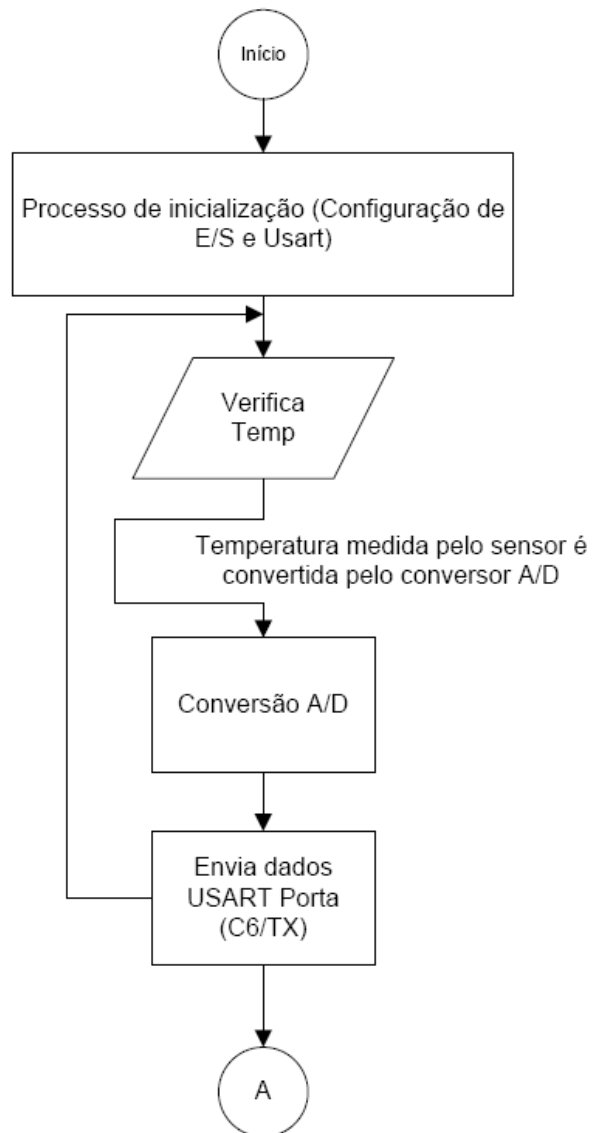 Início
Processo de inicialização (Configuração de
E/S e Usart)
Verifica
Temp
Temperatura medida pelo sensor é
convertida pelo conversor A/D
Conversão A/D
Envia dados
USART Porta
(C6/TX)
A